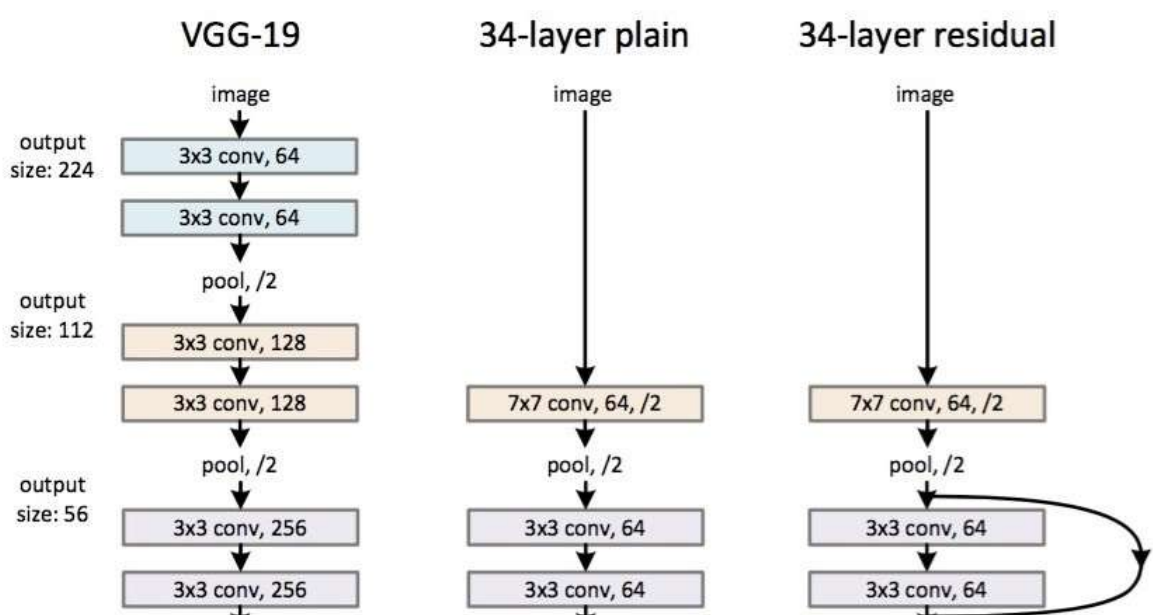 VGG-19
34-layer plain
34-layer residual
image
image
image
output
size: 224
3x3 conv, 64
3x3 conv, 64
pool, /2
output
size: 112
3x3 conv, 128
3x3 conv, 128
7x7 conv, 64, /2
7x7 conv, 64, /2
pool, /2
pool, /2
pool, /2
output
size: 56
3x3 conv, 256
3x3 conv, 64
3x3 conv, 64
3x3 conv, 256
3x3 conv, 64
3x3 conv, 64